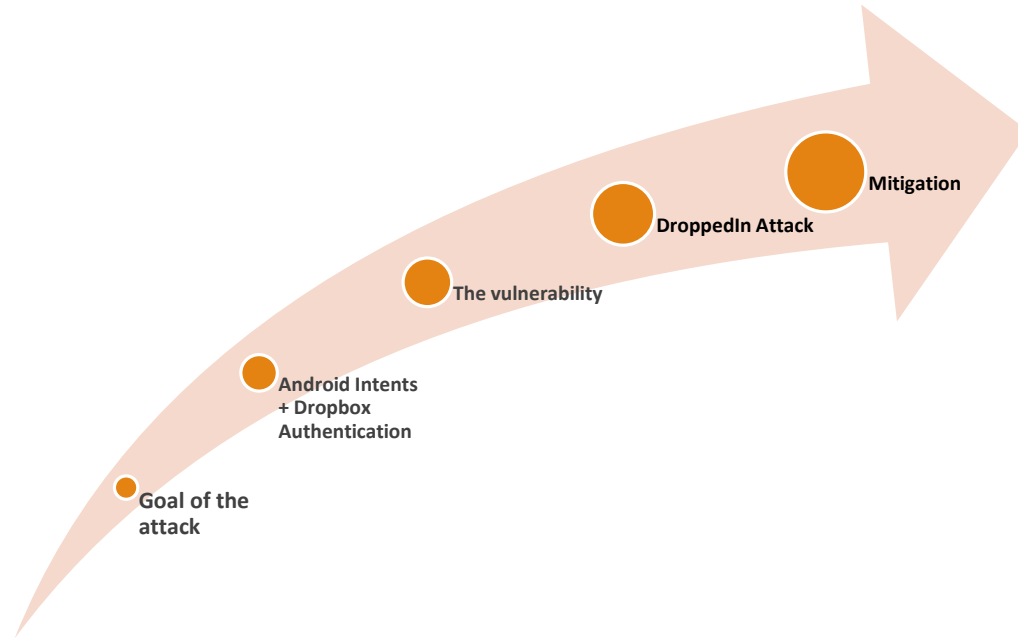 Mitigation
DroppedIn Attack
The vulnerability
Android Intents
+ Dropbox
Authentication
Goal of the
attack